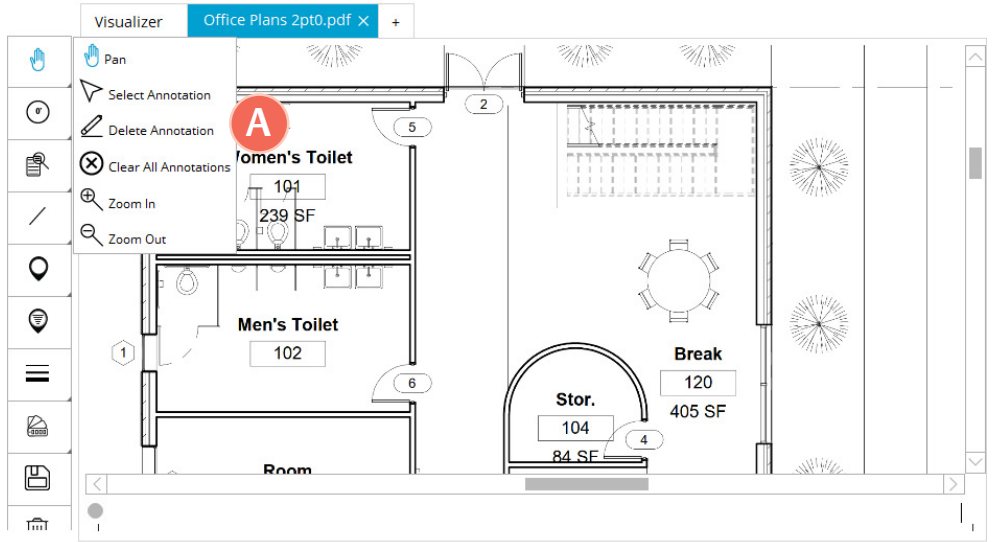 Visualizer
Office Plans 2pt0.pdf ×
+
Pan
Select Annotation
Delete Annotation
Clear All Annotations
Zoom In
Zoom Out
A
0'
2
5
omen's Toilet
101
239 SF
Men's Toilet
102
1
6
Break
120
405 SF
Stor.
104
84 SF
4
Room